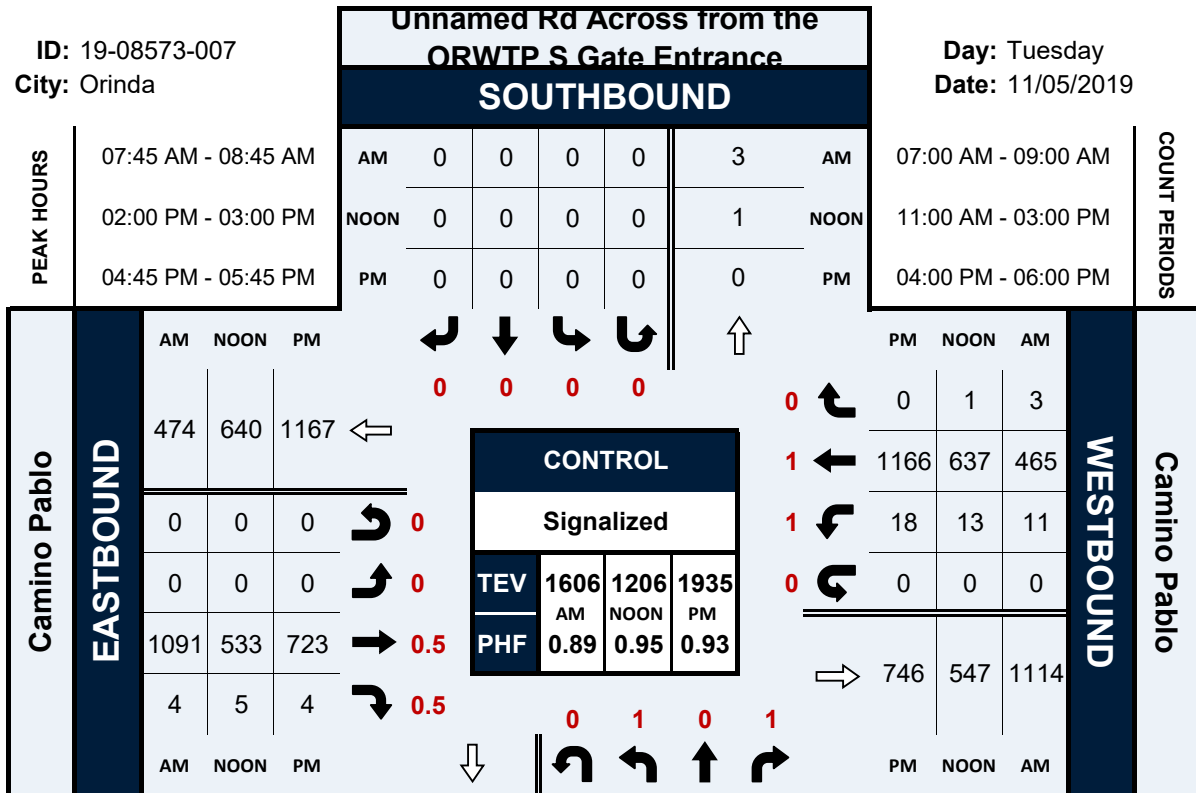 Unnamed Rd Across from the
ORWTP S Gate Entrance
ID: 19-08573-007
City: Orinda
Day: Tuesday
Date: 11/05/2019
SOUTHBOUND
PEAK HOURS
07:45 AM - 08:45 AM
02:00 PM - 03:00 PM
04:45 PM - 05:45 PM
AM 0 0 0 0 3 AM
NOON 0 0 0 0 1 NOON
PM 0 0 0 0 0 PM
07:00 AM - 09:00 AM
11:00 AM - 03:00 PM
04:00 PM - 06:00 PM
COUNT PERIODS
0 0 0 0
Camino Pablo
EASTBOUND
AM NOON PM
474 640 1167
0 0 0 0
0 0 0 0
1091 533 723 0.5
4 5 4 0.5
AM NOON PM
CONTROL
Signalized
TEV 1606 1206 1935
AM NOON PM
PHF 0.89 0.95 0.93
PM NOON AM
0 0 1 3
1 1166 637 465
1 18 13 11
0 0 0 0
746 547 1114
PM NOON AM
WESTBOUND
Camino Pablo
0 1 0 1